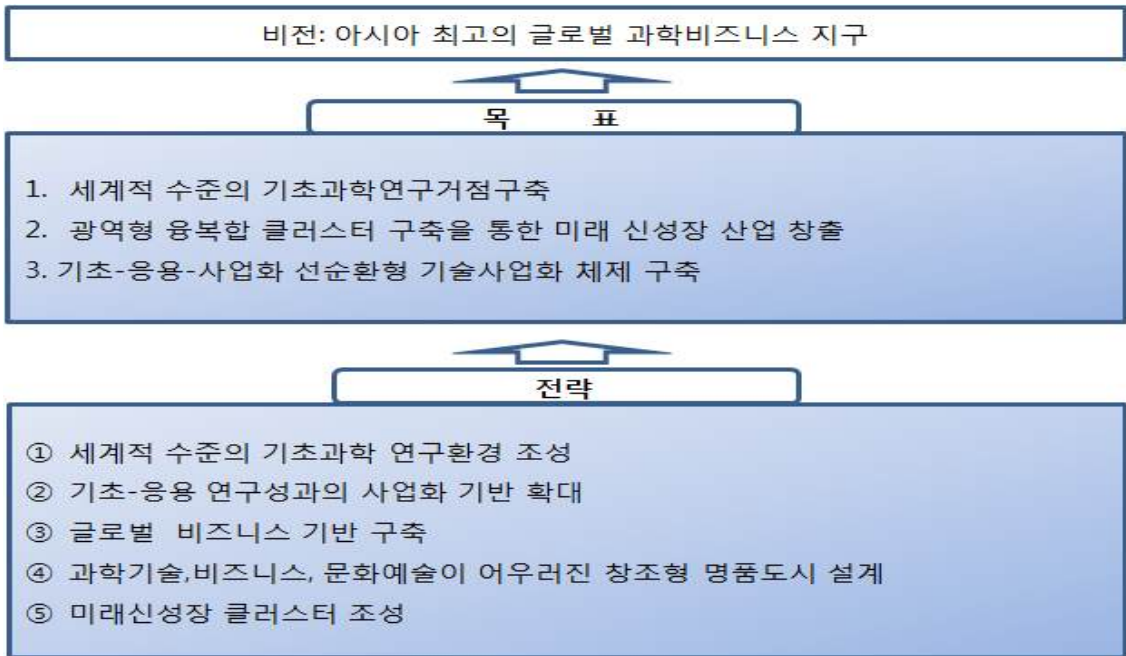 비전: 아시아 최고의 글로벌 과학비즈니스 지구
목 표
1. 세계적 수준의 기초과학연구거점구축
2. 광역형 융복합 클러스터 구축을 통한 미래 신성장 산업 창출
3. 기초-응용-사업화 선순환형 기술사업화 체제 구축
전략
① 세계적 수준의 기초과학 연구환경 조성
② 기초-응용 연구성과의 사업화 기반 확대
③ 글로벌 비즈니스 기반 구축
④ 과학기술,비즈니스, 문화예술이 어우러진 창조형 명품도시 설계
⑤ 미래신성장 클러스터 조성